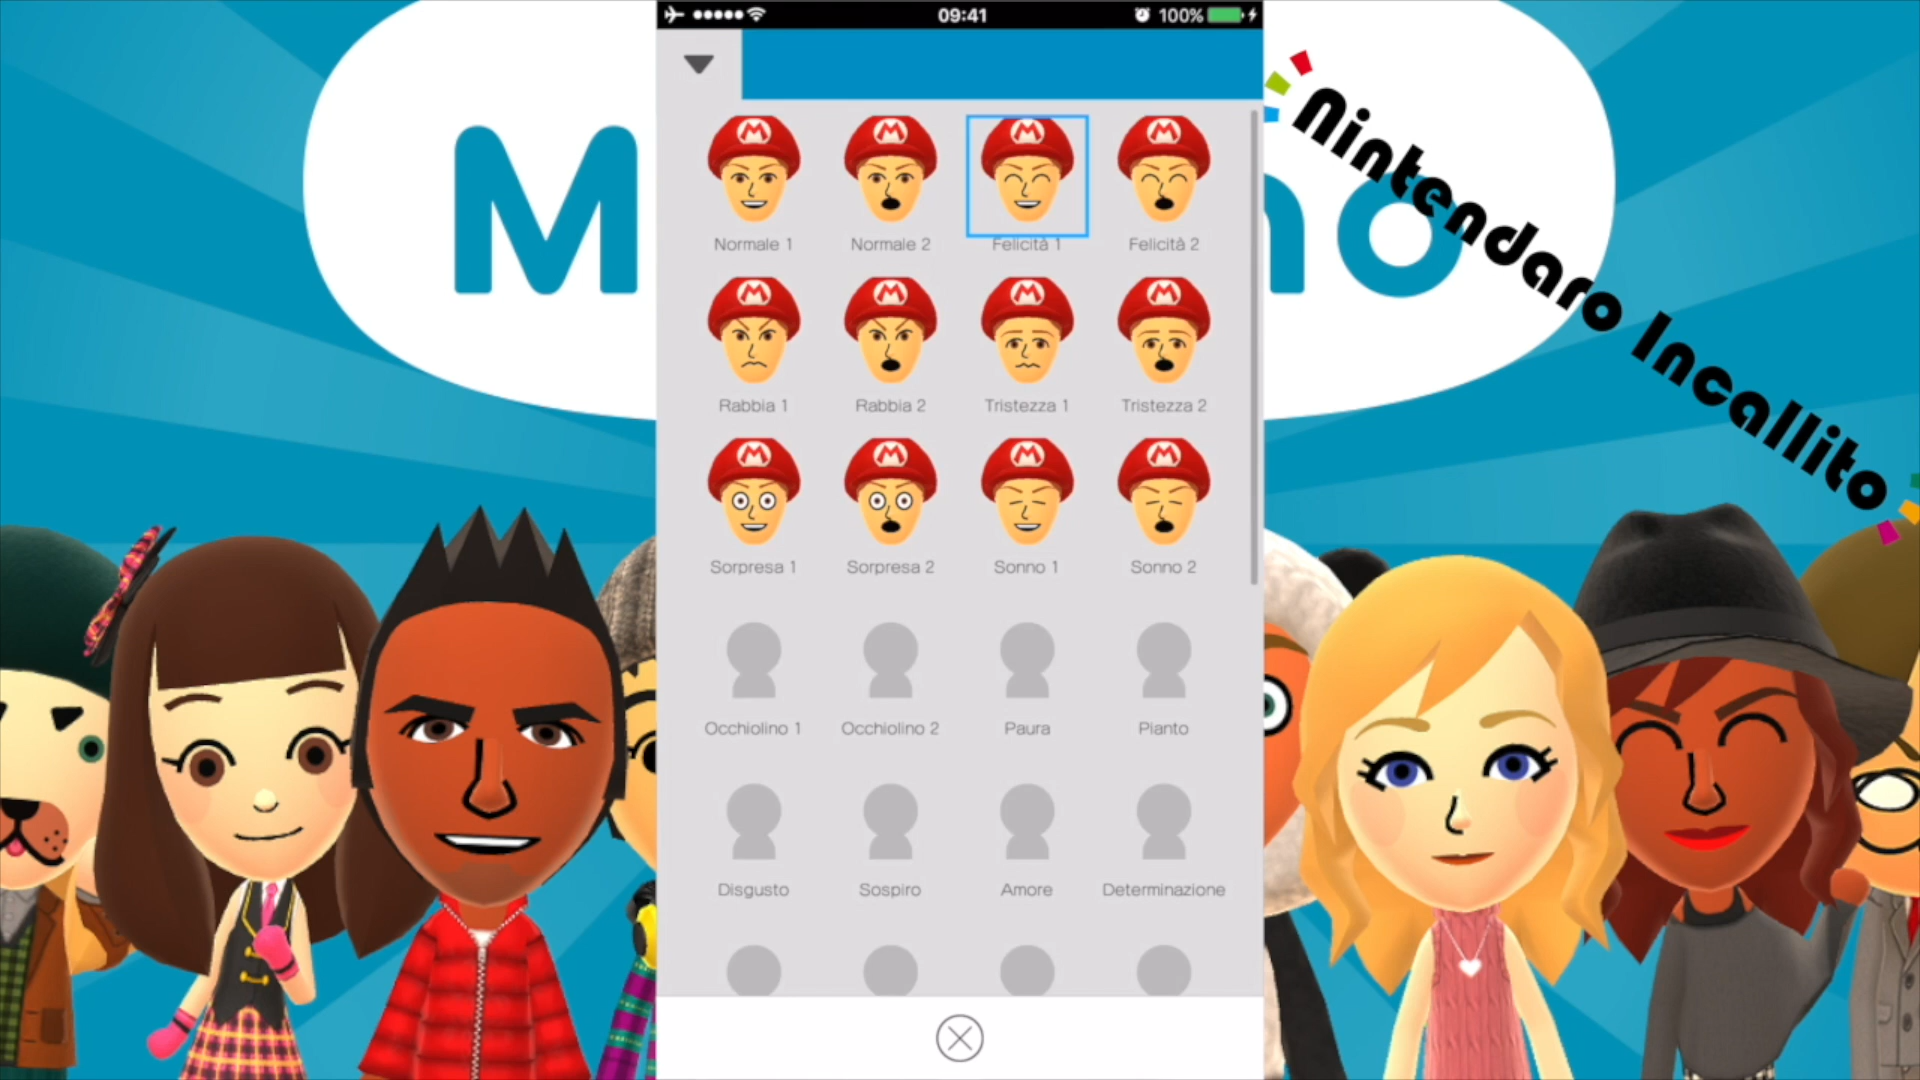 09:41
100%
M
no
Nintendaro Incallito
M M M M
Normale 1 Normale 2 Felicità 1 Felicità 2
M M M M
Rabbia 1 Rabbia 2 Tristezza 1 Tristezza 2
M M M M
Sorpresa 1 Sorpresa 2 Sonno 1 Sonno 2
Occhiolino 1 Occhiolino 2 Paura Pianto
Disgusto Sospiro Amore Determinazione